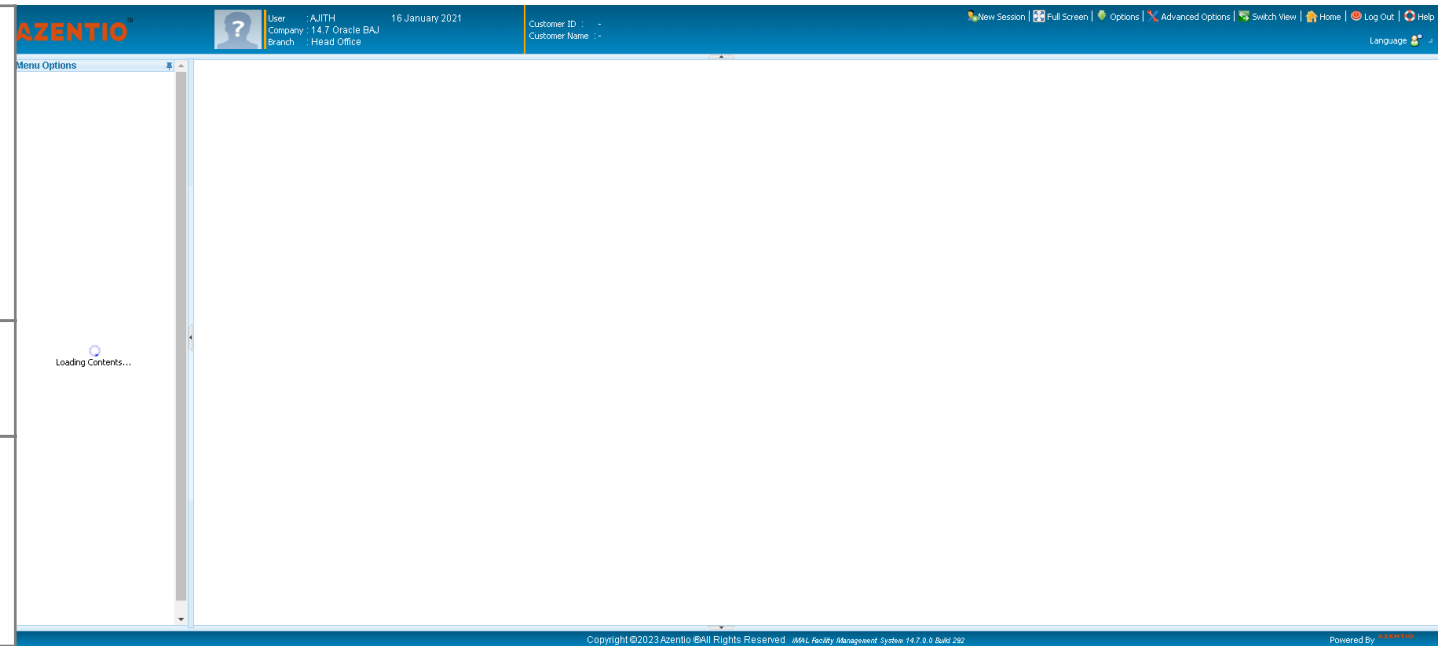 AZENTIO™
User : AJITH 16 January 2021
Company : 14.7 Oracle BAJ
Branch : Head Office
Customer ID : -
Customer Name : -
New Session | Full Screen | Options | Advanced Options | Switch View | Home | Log Out | Help
Language
Menu Options
Loading Contents...
Copyright ©2023 Azentio ®All Rights Reserved iMAL Facility Management System 14.7.0.0 Build 292
Powered By AZENTIO